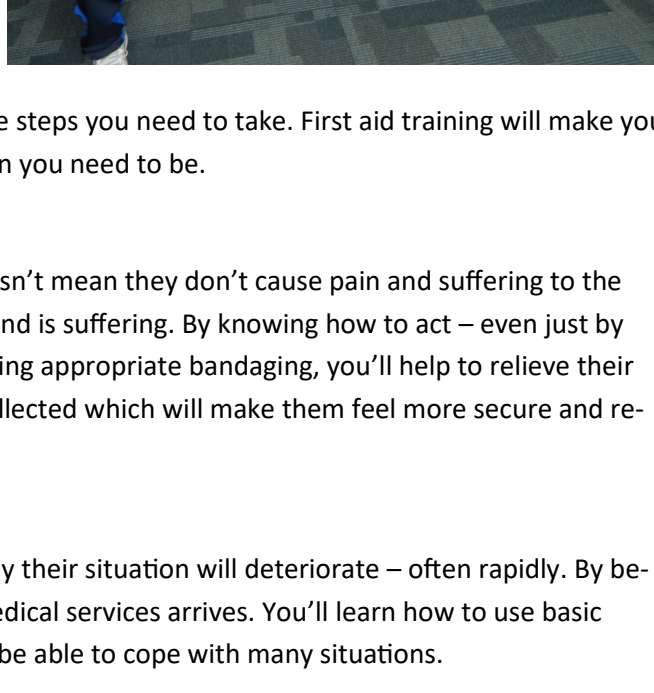 e steps you need to take. First aid training will make you
n you need to be.
sn’t mean they don’t cause pain and suffering to the
nd is suffering. By knowing how to act – even just by
ing appropriate bandaging, you’ll help to relieve their
llected which will make them feel more secure and re-
y their situation will deteriorate – often rapidly. By be-
edical services arrives. You’ll learn how to use basic
be able to cope with many situations.